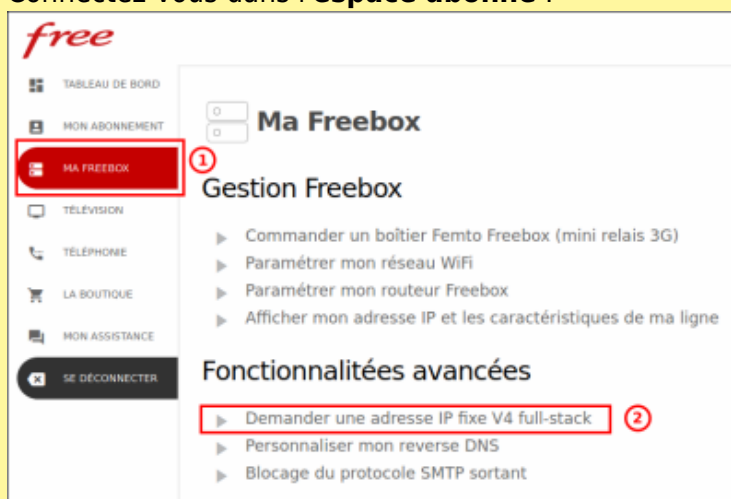 Connectez-vous dans l'espace abonné :
free
TABLEAU DE BORD
MON ABONNEMENT
MA FREEBOX
1
TÉLÉVISION
TÉLÉPHONIE
LA BOUTIQUE
MON ASSISTANCE
SE DÉCONNECTER
Ma Freebox
Gestion Freebox
Commander un boîtier Femto Freebox (mini relais 3G)
Paramétrer mon réseau WiFi
Paramétrer mon routeur Freebox
Afficher mon adresse IP et les caractéristiques de ma ligne
Fonctionnalitées avancées
Demander une adresse IP fixe V4 full-stack
2
Personnaliser mon reverse DNS
Blocage du protocole SMTP sortant